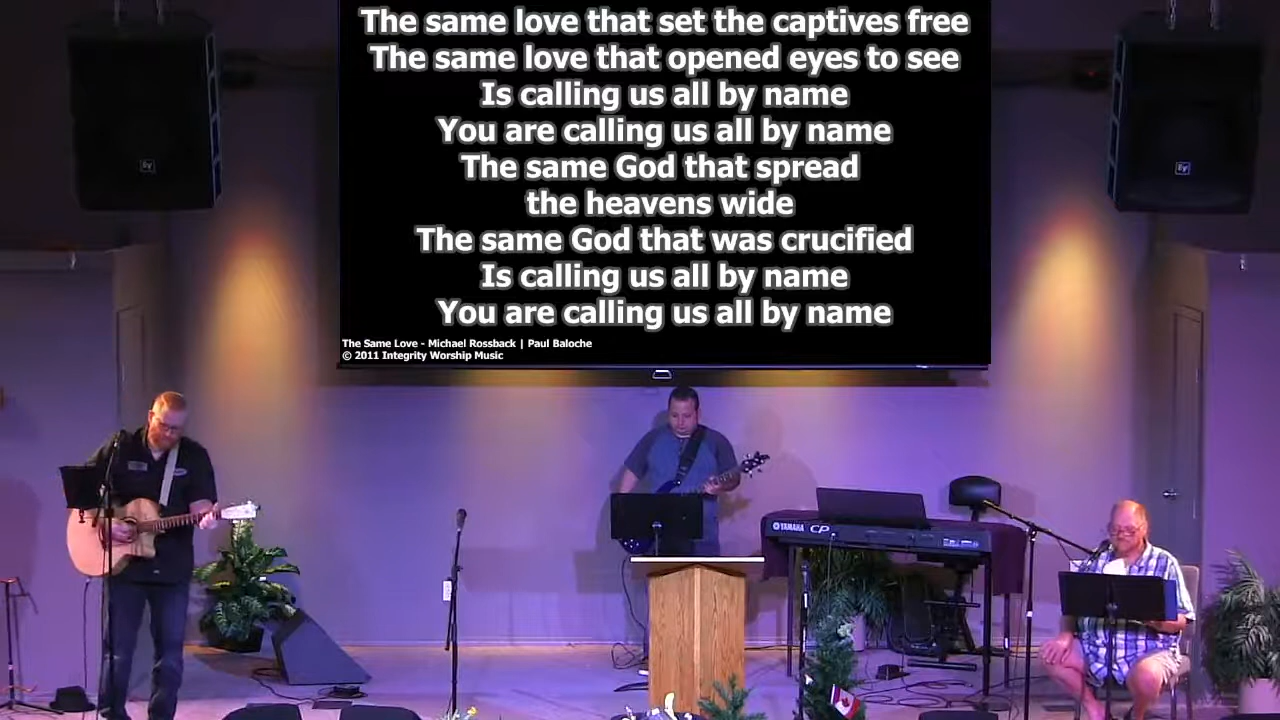 The same love that set the captives free
The same love that opened eyes to see
Is calling us all by name
You are calling us all by name
The same God that spread
the heavens wide
The same God that was crucified
Is calling us all by name
You are calling us all by name
The Same Love - Michael Rossback | Paul Baloche
© 2011 Integrity Worship Music
EV
EV
YAMAHA CP